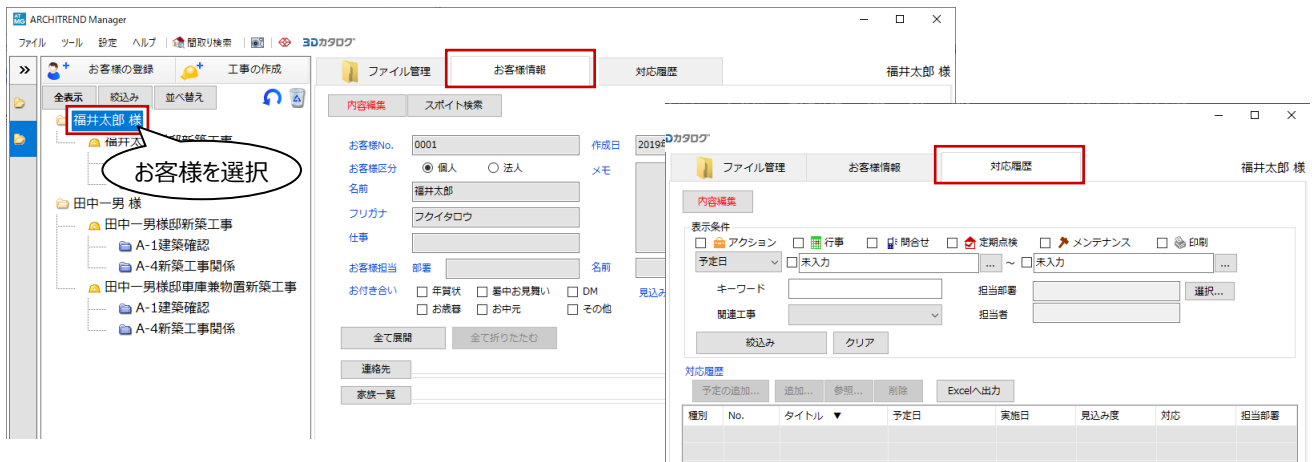 ARCHITREND Manager
ファイル ツール 設定 ヘルプ 間取り検索 3Dカタログ
お客様の登録 工事の作成
ファイル管理 お客様情報 対応履歴 福井太郎 様
全表示 絞込み 並べ替え
内容編集 スポイト検索
福井太郎 様
お客様を選択
田中一男 様
田中一男様邸新築工事
A-1建築確認
A-4新築工事関係
田中一男様邸車庫兼物置新築工事
A-1建築確認
A-4新築工事関係
お客様No. 0001 作成日 2019年
お客様区分 個人 法人 メモ
名前 福井太郎
フリガナ フクイタロウ
仕事
お客様担当 部署 名前
お付き合い 年賀状 暑中お見舞い DM 見込み
お歳暮 お中元 その他
全て展開 全て折りたたむ
連絡先
家族一覧
Dカタログ
ファイル管理 お客様情報 対応履歴 福井太郎 様
内容編集
表示条件
アクション 行事 問合せ 定期点検 メンテナンス 印刷
予定日 未入力 ... ～ 未入力 ...
キーワード 担当部署 選択...
関連工事 担当者
絞込み クリア
対応履歴
予定の追加... 追加... 参照... 削除 Excelへ出力
種別 No. タイトル ▼ 予定日 実施日 見込み度 対応 担当部署